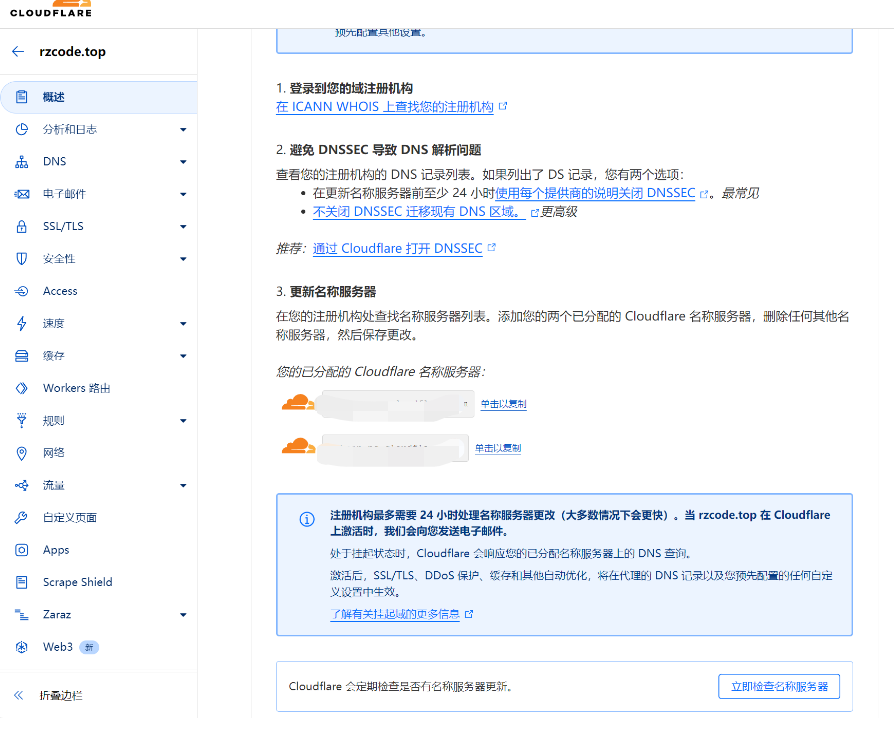 CLOUDFLARE
rzcode.top
概述
分析和日志
DNS
电子邮件
SSL/TLS
安全性
Access
速度
缓存
Workers 路由
规则
网络
流量
自定义页面
Apps
Scrape Shield
Zaraz
Web3 新
折叠边栏
预先配置其他设置。
1. 登录到您的域注册机构
在 ICANN WHOIS 上查找您的注册机构
2. 避免 DNSSEC 导致 DNS 解析问题
查看您的注册机构的 DNS 记录列表。如果列出了 DS 记录，您有两个选项：
• 在更新名称服务器前至少 24 小时使用每个提供商的说明关闭 DNSSEC 。最常见
• 不关闭 DNSSEC 迁移现有 DNS 区域。 更高级
推荐：通过 Cloudflare 打开 DNSSEC
3. 更新名称服务器
在您的注册机构处查找名称服务器列表。添加您的两个已分配的 Cloudflare 名称服务器，删除任何其他名
称服务器，然后保存更改。
您的已分配的 Cloudflare 名称服务器：
单击以复制
单击以复制
注册机构最多需要 24 小时处理名称服务器更改（大多数情况下会更快）。当 rzcode.top 在 Cloudflare
上激活时，我们会向您发送电子邮件。
处于挂起状态时，Cloudflare 会响应您的已分配名称服务器上的 DNS 查询。
激活后，SSL/TLS、DDoS 保护、缓存和其他自动优化，将在代理的 DNS 记录以及您预先配置的任何自定
义设置中生效。
了解有关挂起域的更多信息
Cloudflare 会定期检查是否有名称服务器更新。
立即检查名称服务器